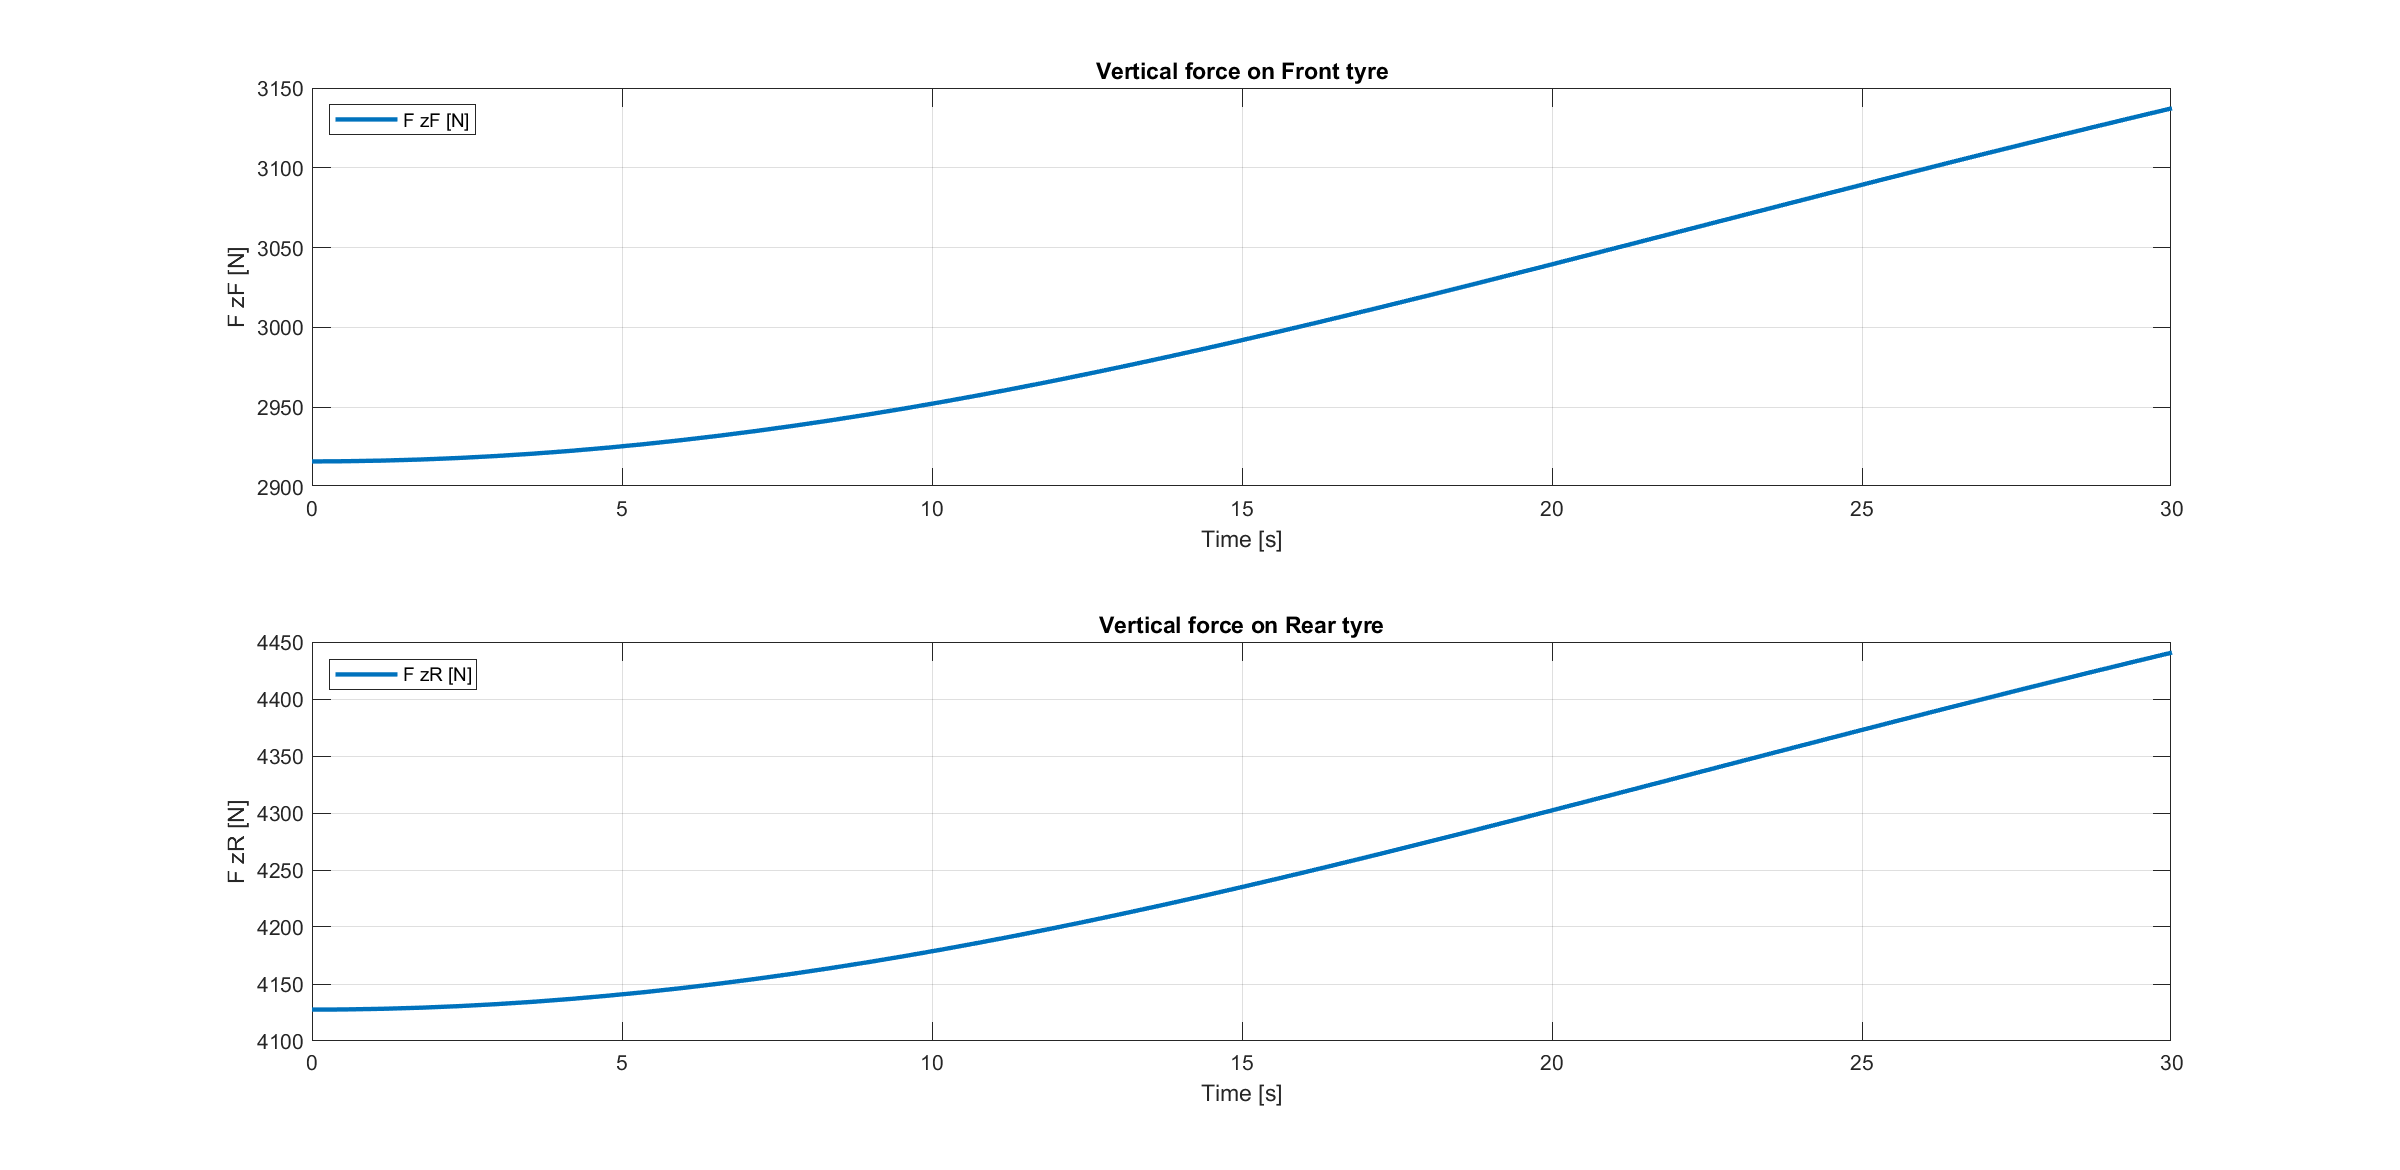 Vertical force on Front tyre
3150
3100
3050
3000
2950
2900
F zF [N]
F zF [N]
0 5 10 15 20 25 30
Time [s]
Vertical force on Rear tyre
4450
4400
4350
4300
4250
4200
4150
4100
F zR [N]
F zR [N]
0 5 10 15 20 25 30
Time [s]